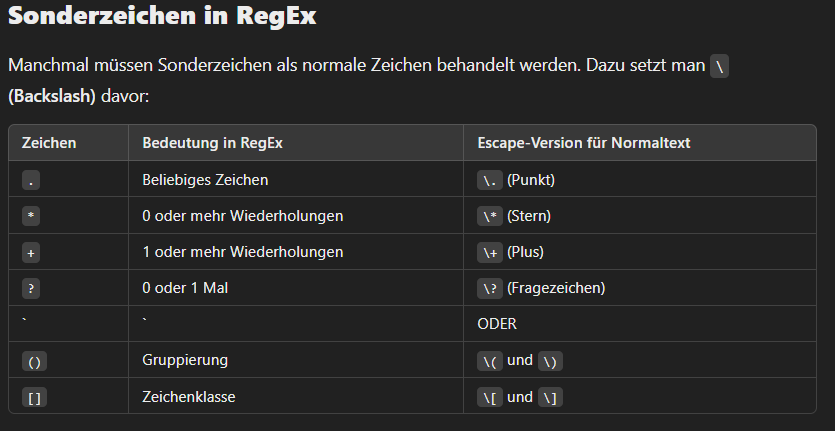 Sonderzeichen in RegEx
Manchmal müssen Sonderzeichen als normale Zeichen behandelt werden. Dazu setzt man \
(Backslash) davor:
Zeichen Bedeutung in RegEx Escape-Version für Normaltext
. Beliebiges Zeichen \. (Punkt)
* 0 oder mehr Wiederholungen \* (Stern)
+ 1 oder mehr Wiederholungen \+ (Plus)
? 0 oder 1 Mal \? (Fragezeichen)
` ` ODER
() Gruppierung \( und \)
[] Zeichenklasse \[ und \]